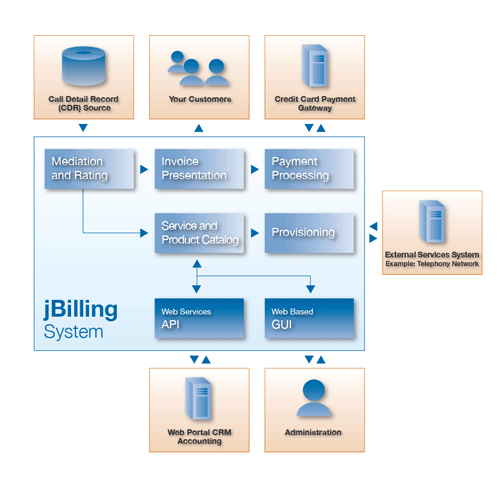 Call Detail Record
(CDR) Source
Your Customers
Credit Card Payment
Gateway
Mediation
and Rating
Invoice
Presentation
Payment
Processing
Service and
Product Catalog
Provisioning
External Services System
Example: Telephony Network
jBilling
System
Web Services
API
Web Based
GUI
Web Portal CRM
Accounting
Administration